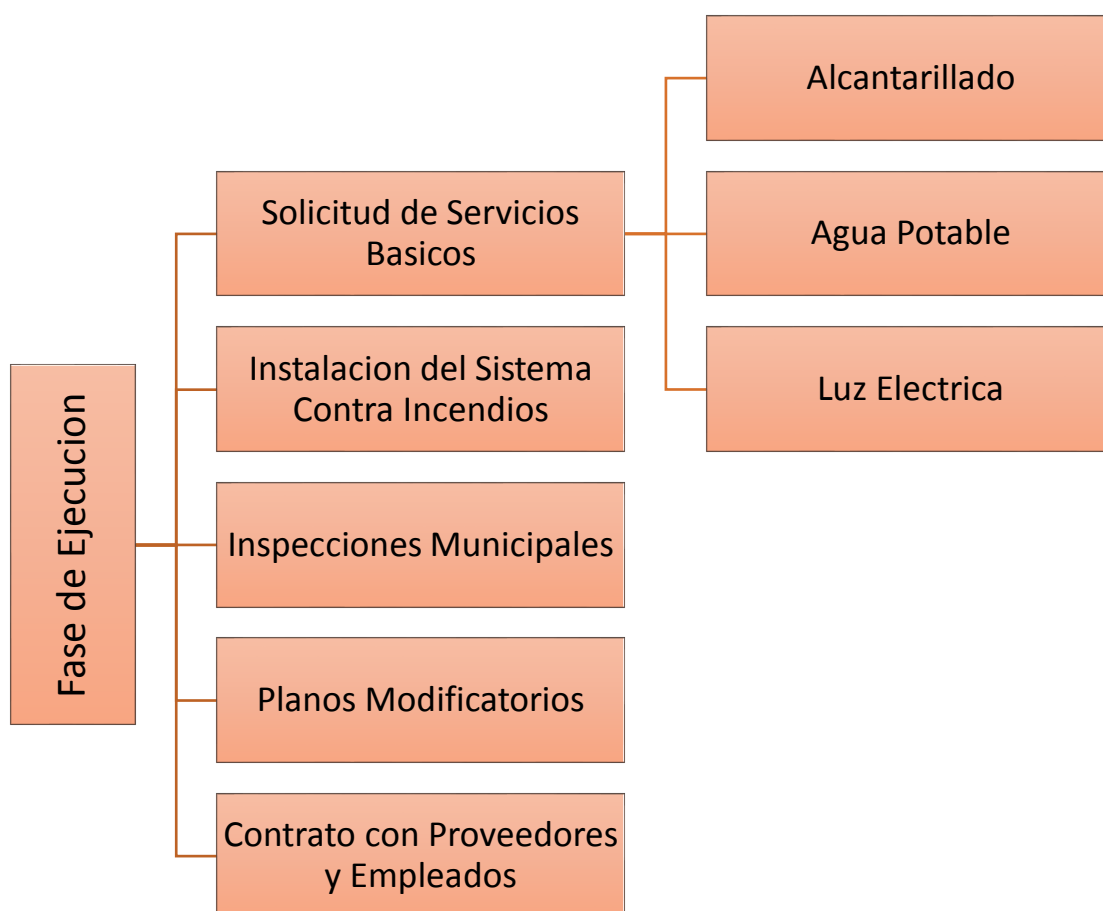 Fase de Ejecucion
Solicitud de Servicios
Basicos
Alcantarillado
Agua Potable
Luz Electrica
Instalacion del Sistema
Contra Incendios
Inspecciones Municipales
Planos Modificatorios
Contrato con Proveedores
y Empleados